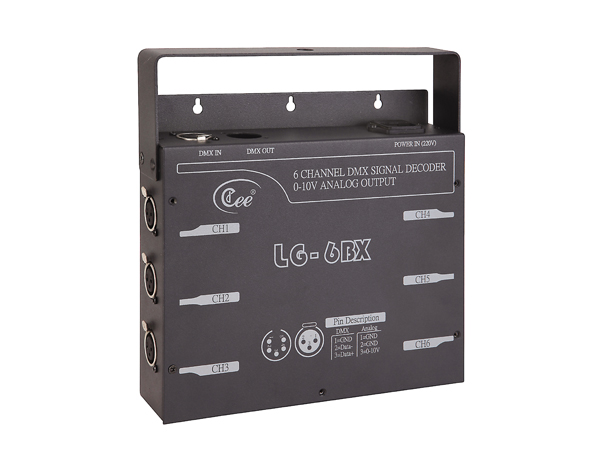 DMX IN
DMX OUT
POWER IN (220V)
6 CHANNEL DMX SIGNAL DECODER
0-10V ANALOG OUTPUT
Cee®
CH1
CH4
LG-6BX
CH2
CH5
Pin Description
DMX Analog
1=GND 1=GND
2=Data- 2=GND
3=Data+ 3=0-10V
CH3
CH6